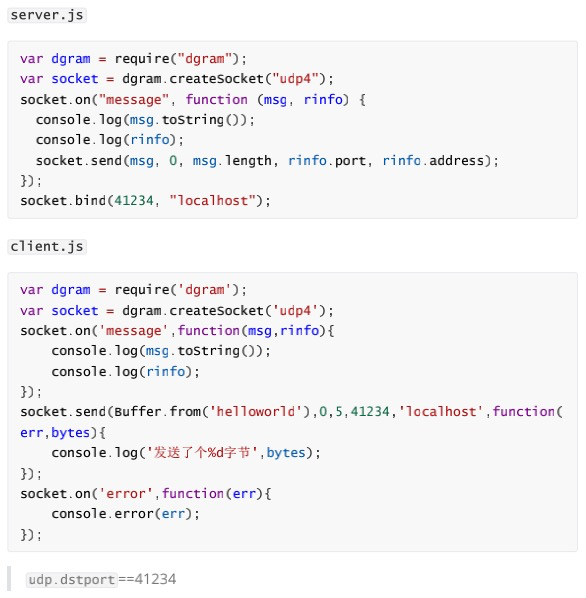 server.js
var dgram = require("dgram");
var socket = dgram.createSocket("udp4");
socket.on("message", function (msg, rinfo) {
  console.log(msg.toString());
  console.log(rinfo);
  socket.send(msg, 0, msg.length, rinfo.port, rinfo.address);
});
socket.bind(41234, "localhost");
client.js
var dgram = require('dgram');
var socket = dgram.createSocket('udp4');
socket.on('message',function(msg,rinfo){
    console.log(msg.toString());
    console.log(rinfo);
});
socket.send(Buffer.from('helloworld'),0,5,41234,'localhost',function(
err,bytes){
    console.log('发送了个%d字节',bytes);
});
socket.on('error',function(err){
    console.error(err);
});
udp.dstport==41234